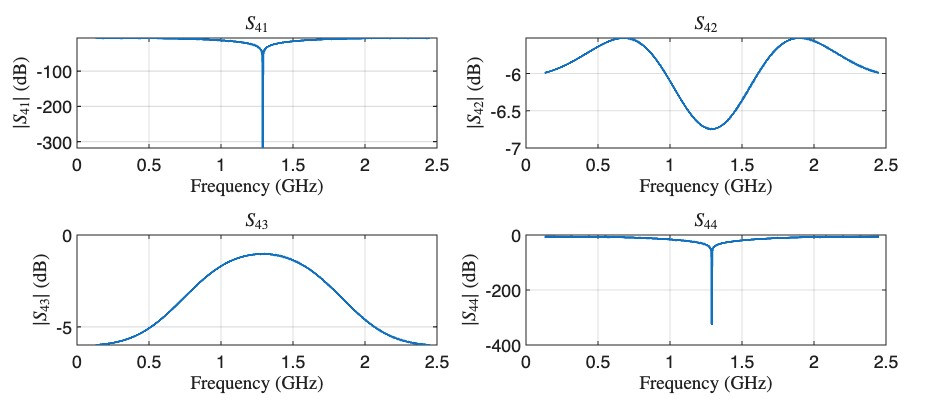 S41
|S41| (dB)
-100
-200
-300
0 0.5 1 1.5 2 2.5
Frequency (GHz)
S42
|S42| (dB)
-6
-6.5
-7
0 0.5 1 1.5 2 2.5
Frequency (GHz)
S43
|S43| (dB)
0
-5
0 0.5 1 1.5 2 2.5
Frequency (GHz)
S44
|S44| (dB)
0
-200
-400
0 0.5 1 1.5 2 2.5
Frequency (GHz)